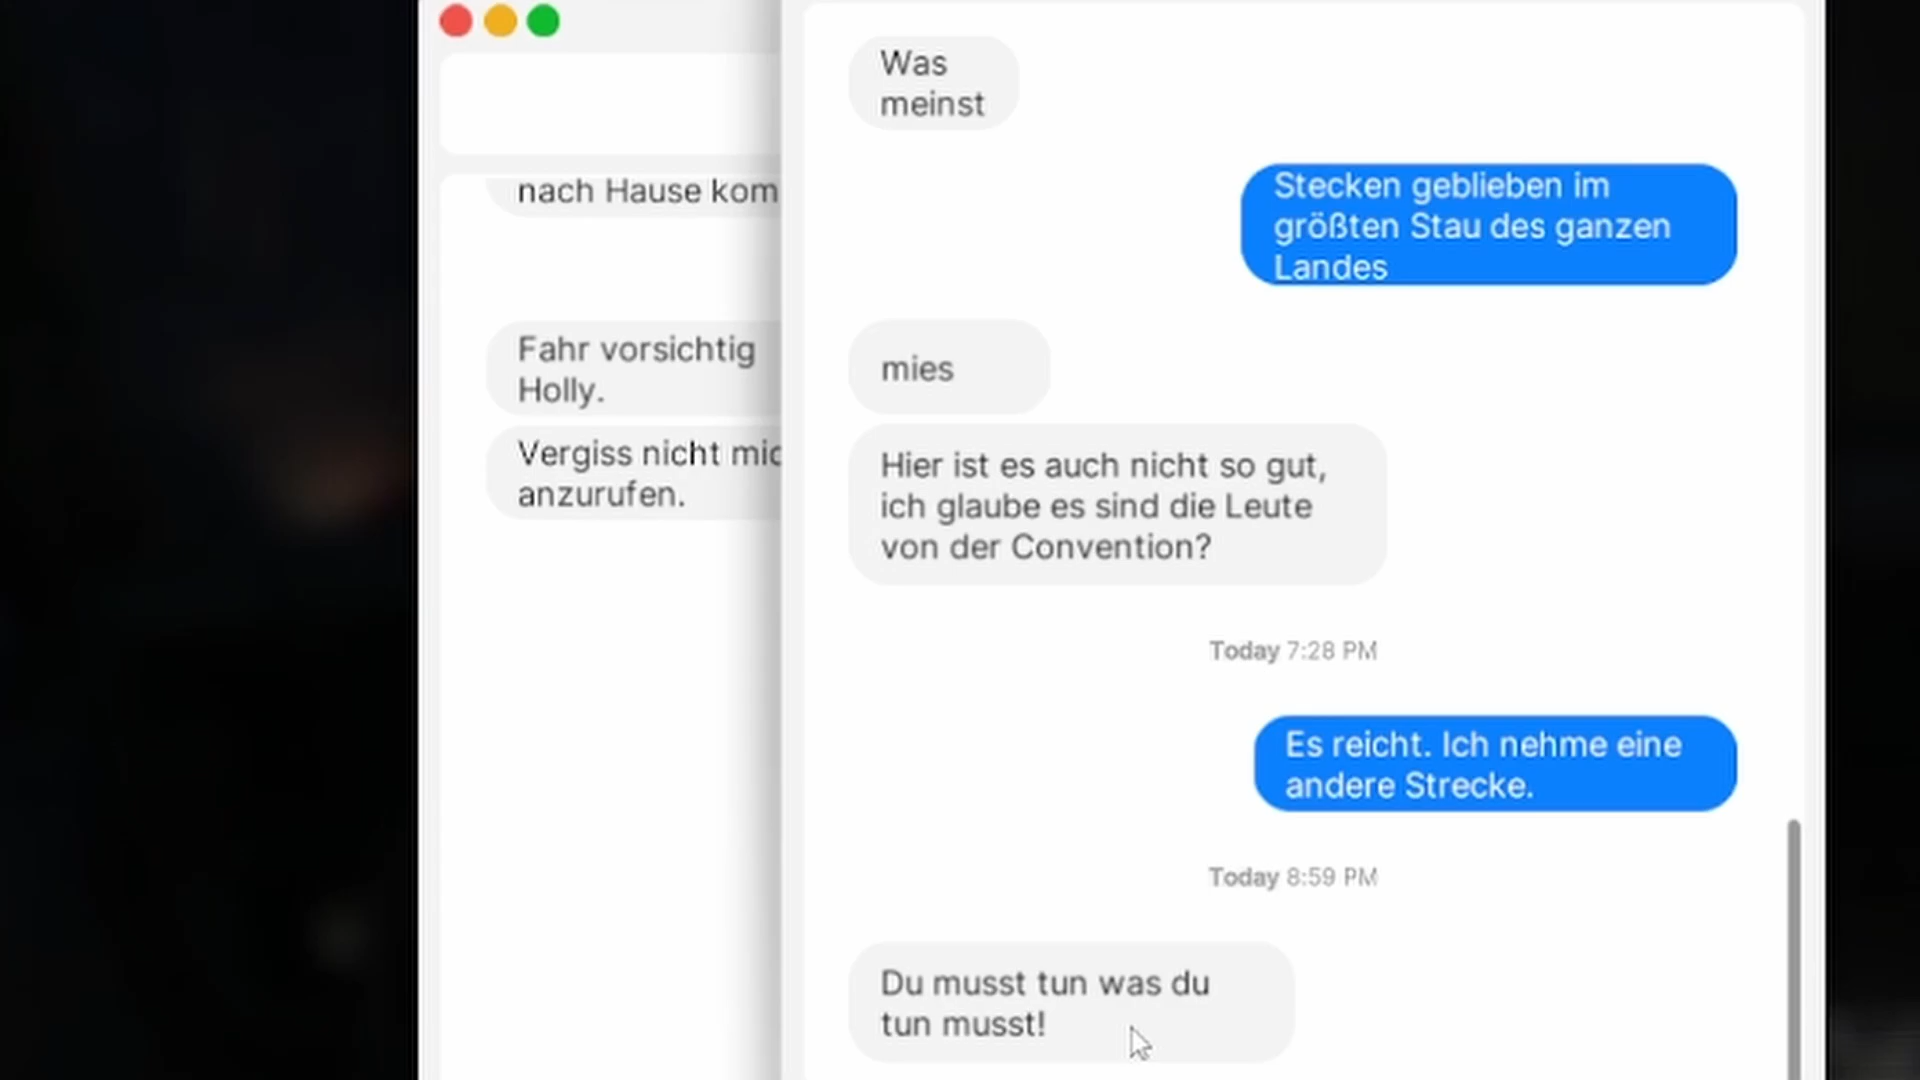 nach Hause kom
Fahr vorsichtig
Holly.
Vergiss nicht mic
anzurufen.
Was
meinst
Stecken geblieben im
größten Stau des ganzen
Landes
mies
Hier ist es auch nicht so gut,
ich glaube es sind die Leute
von der Convention?
Today 7:28 PM
Es reicht. Ich nehme eine
andere Strecke.
Today 8:59 PM
Du musst tun was du
tun musst!